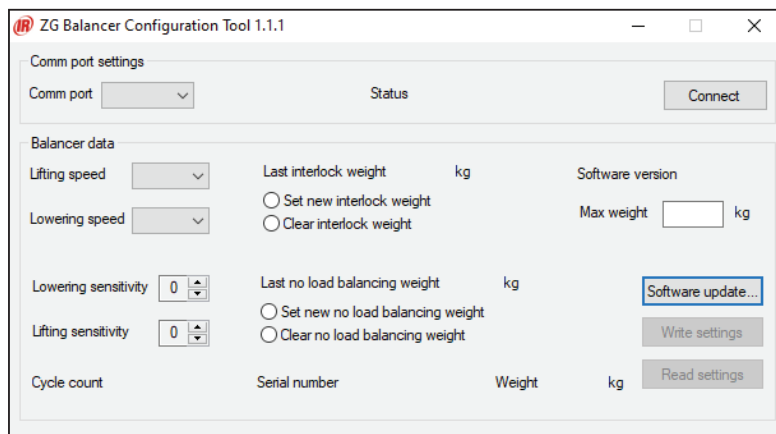 IR ZG Balancer Configuration Tool 1.1.1
Comm port settings
Comm port Status Connect
Balancer data
Lifting speed Last interlock weight kg Software version
Set new interlock weight
Lowering speed Clear interlock weight Max weight kg
Lowering sensitivity 0 Last no load balancing weight kg Software update...
Set new no load balancing weight
Lifting sensitivity 0 Clear no load balancing weight Write settings
Cycle count Serial number Weight kg Read settings